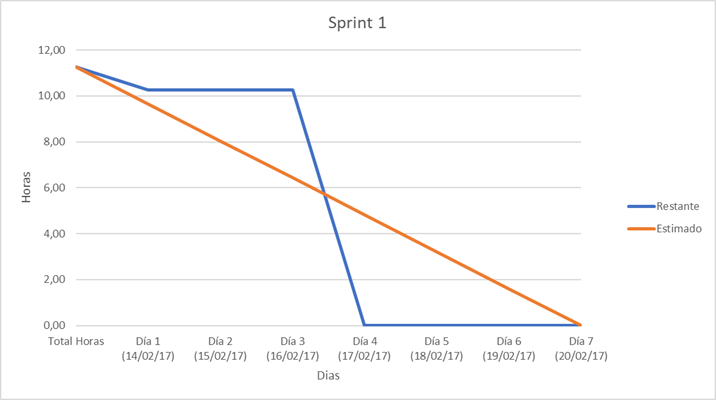 Sprint 1
12,00
10,00
8,00
6,00
4,00
2,00
0,00
Horas
Total Horas
Día 1
(14/02/17)
Día 2
(15/02/17)
Día 3
(16/02/17)
Día 4
(17/02/17)
Día 5
(18/02/17)
Día 6
(19/02/17)
Día 7
(20/02/17)
Dias
Restante
Estimado